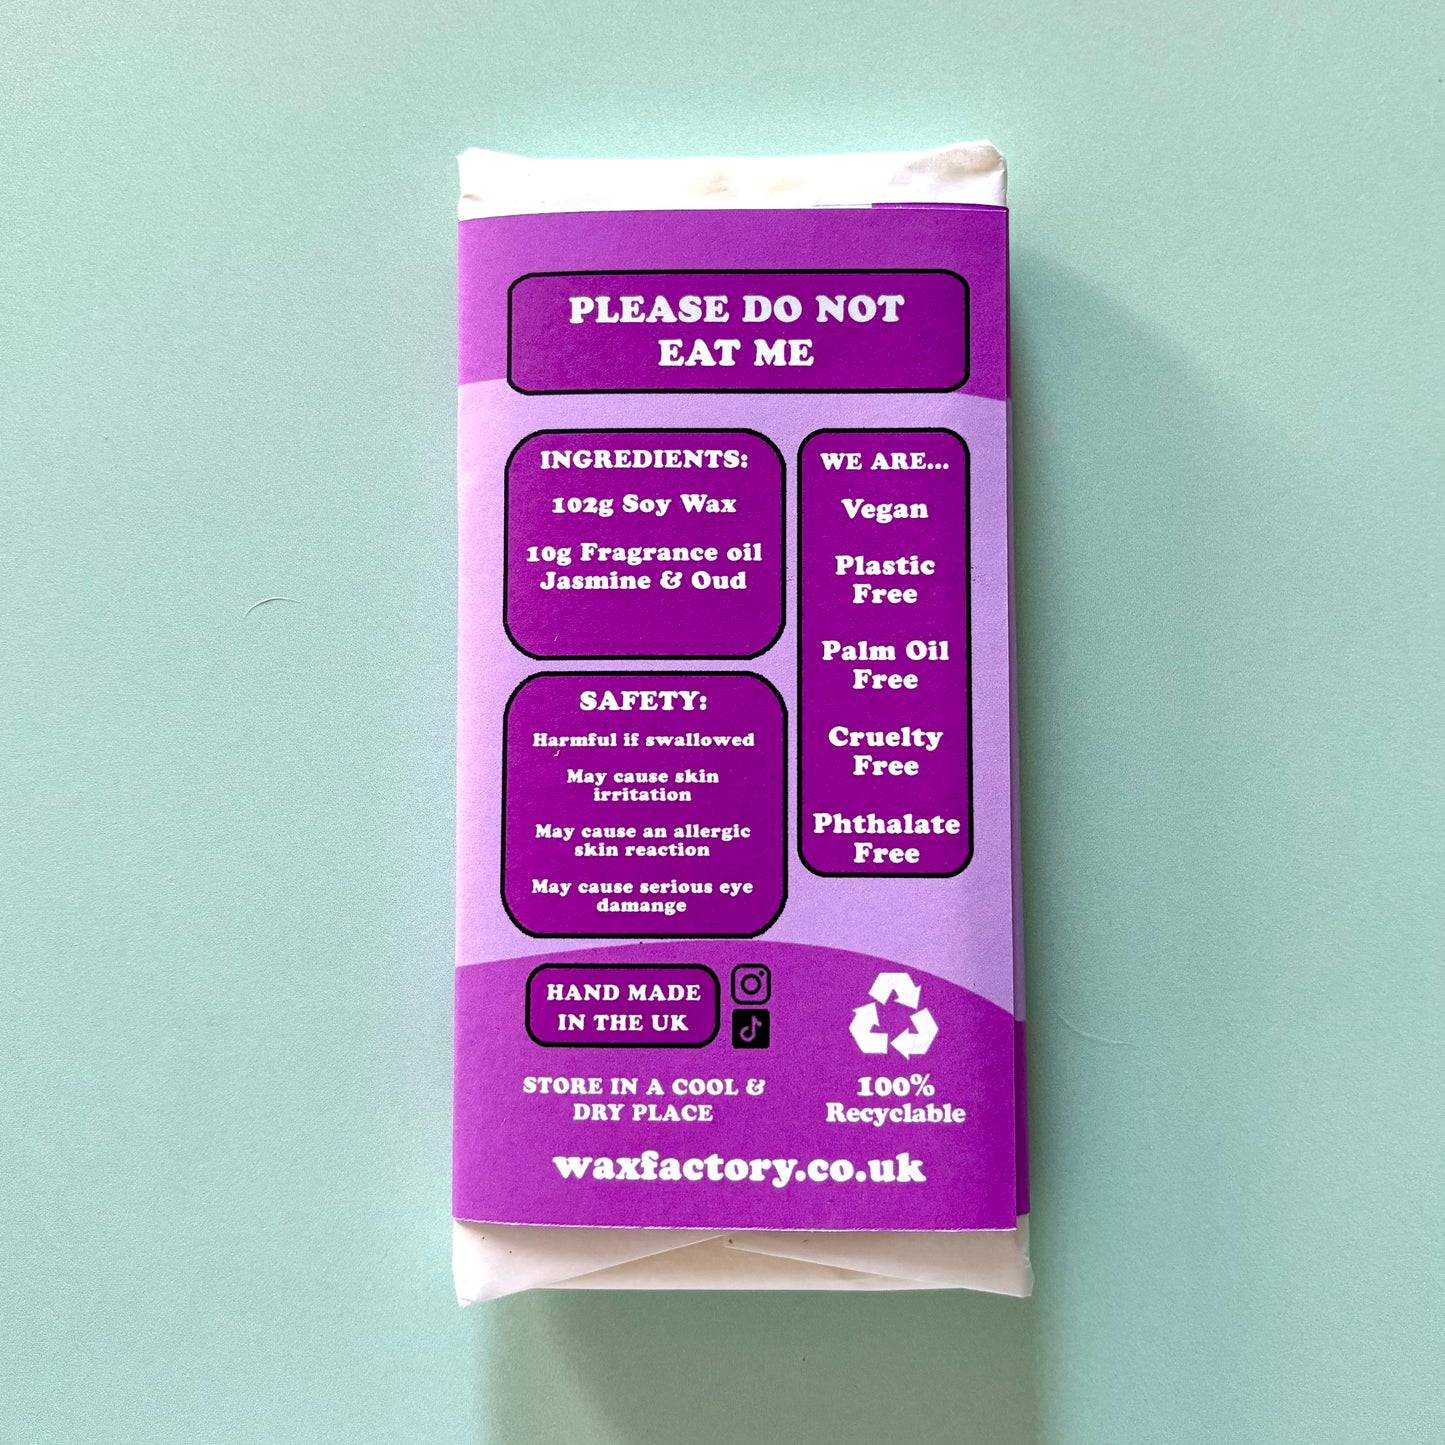 PLEASE DO NOT
EAT ME
INGREDIENTS:
102g Soy Wax
10g Fragrance oil
Jasmine & Oud
SAFETY:
Harmful if swallowed
May cause skin
irritation
May cause an allergic
skin reaction
May cause serious eye
damange
WE ARE...
Vegan
Plastic
Free
Palm Oil
Free
Cruelty
Free
Phthalate
Free
HAND MADE
IN THE UK
STORE IN A COOL &
DRY PLACE
100%
Recyclable
waxfactory.co.uk